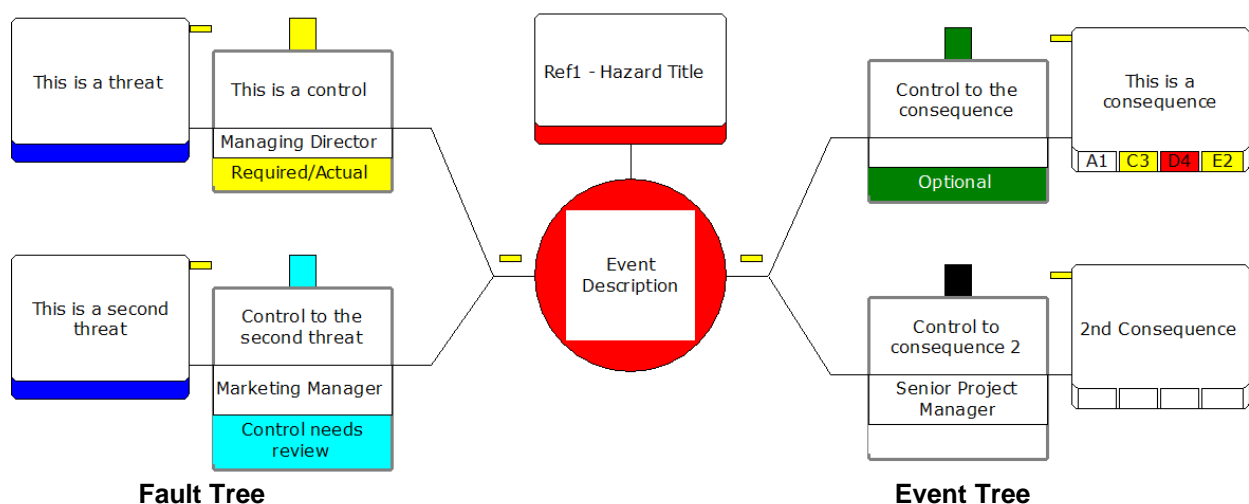 This is a threat
This is a control
Managing Director
Required/Actual
This is a second
threat
Control to the
second threat
Marketing Manager
Control needs
review
Fault Tree
Ref1 - Hazard Title
Event
Description
Control to the
consequence
Optional
This is a
consequence
A1 C3 D4 E2
Control to
consequence 2
Senior Project
Manager
2nd Consequence
Event Tree